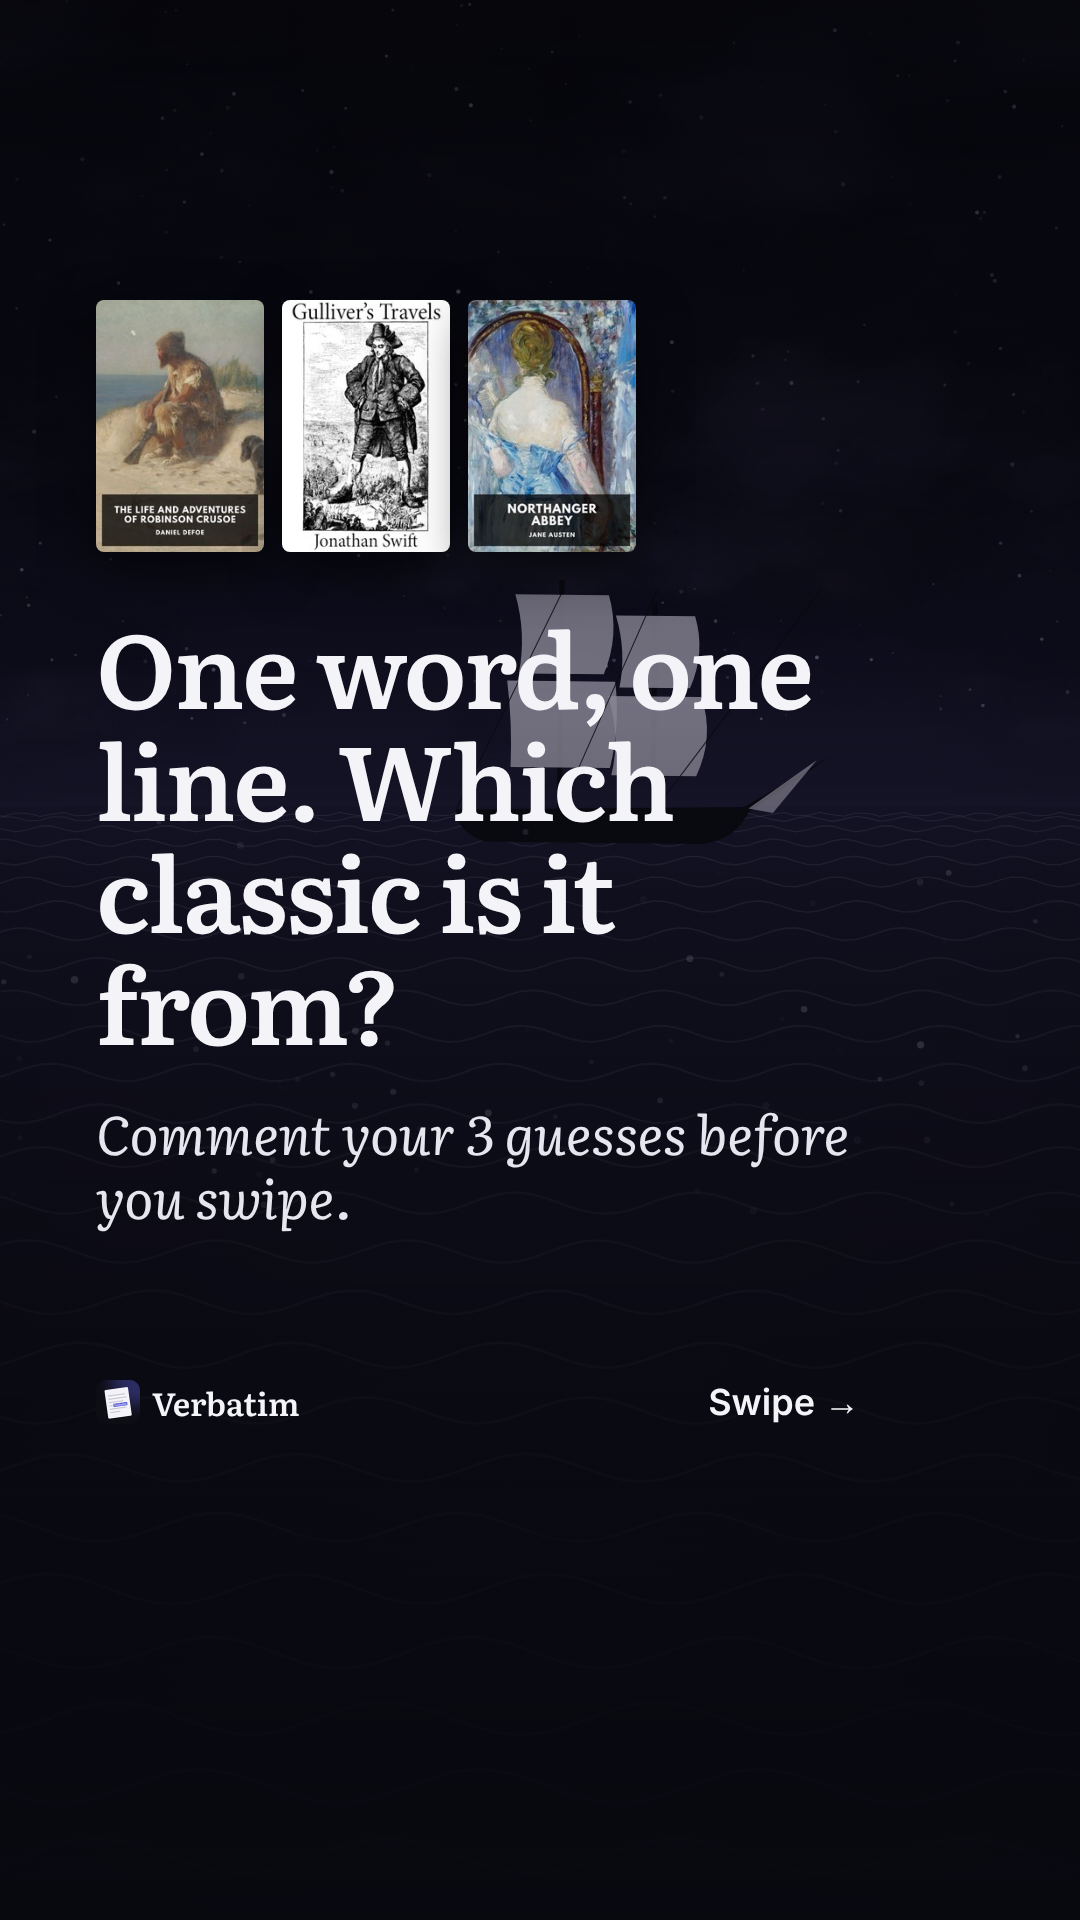 THE LIFE AND ADVENTURES
OF ROBINSON CRUSOE
DANIEL DEFOE
Gulliver's Travels
Jonathan Swift
NORTHANGER
ABBEY
JANE AUSTEN
One word, one
line. Which
classic is it
from?
Comment your 3 guesses before
you swipe.
Verbatim
Swipe →